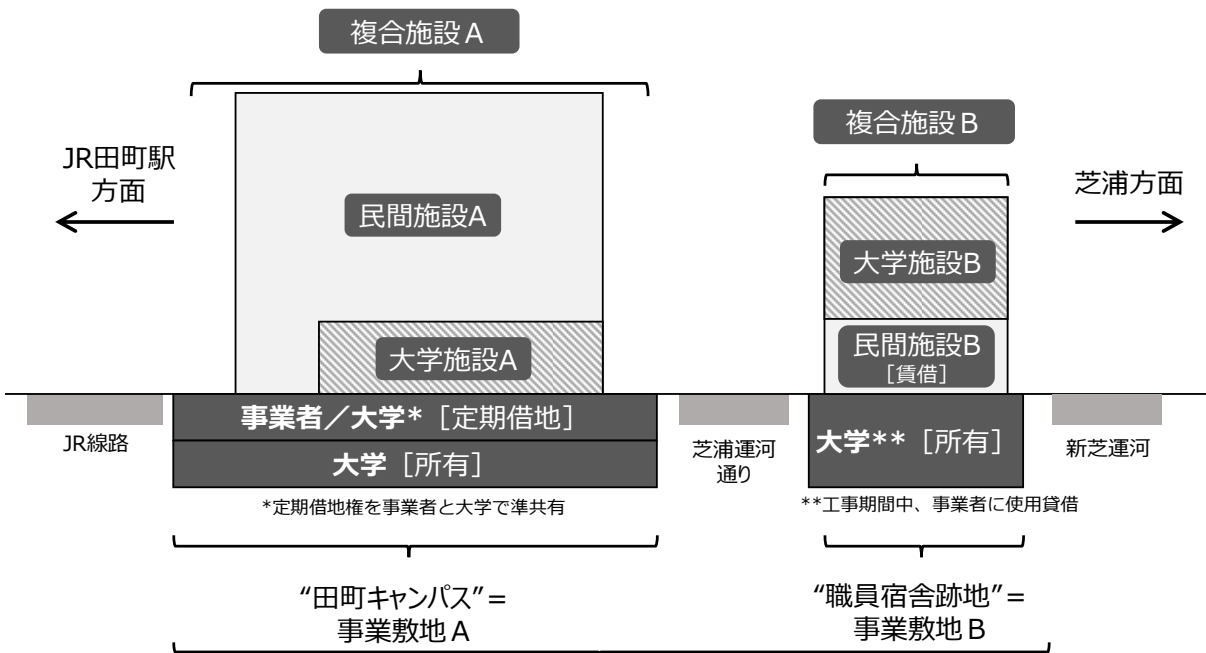 複合施設A
複合施設B
JR田町駅
方面
芝浦方面
民間施設A
大学施設B
大学施設A
民間施設B
［賃借］
事業者／大学*［定期借地］
大学［所有］
大学**［所有］
JR線路
芝浦運河
通り
新芝運河
*定期借地権を事業者と大学で準共有
**工事期間中、事業者に使用貸借
“田町キャンパス”＝
事業敷地A
“職員宿舎跡地”＝
事業敷地B